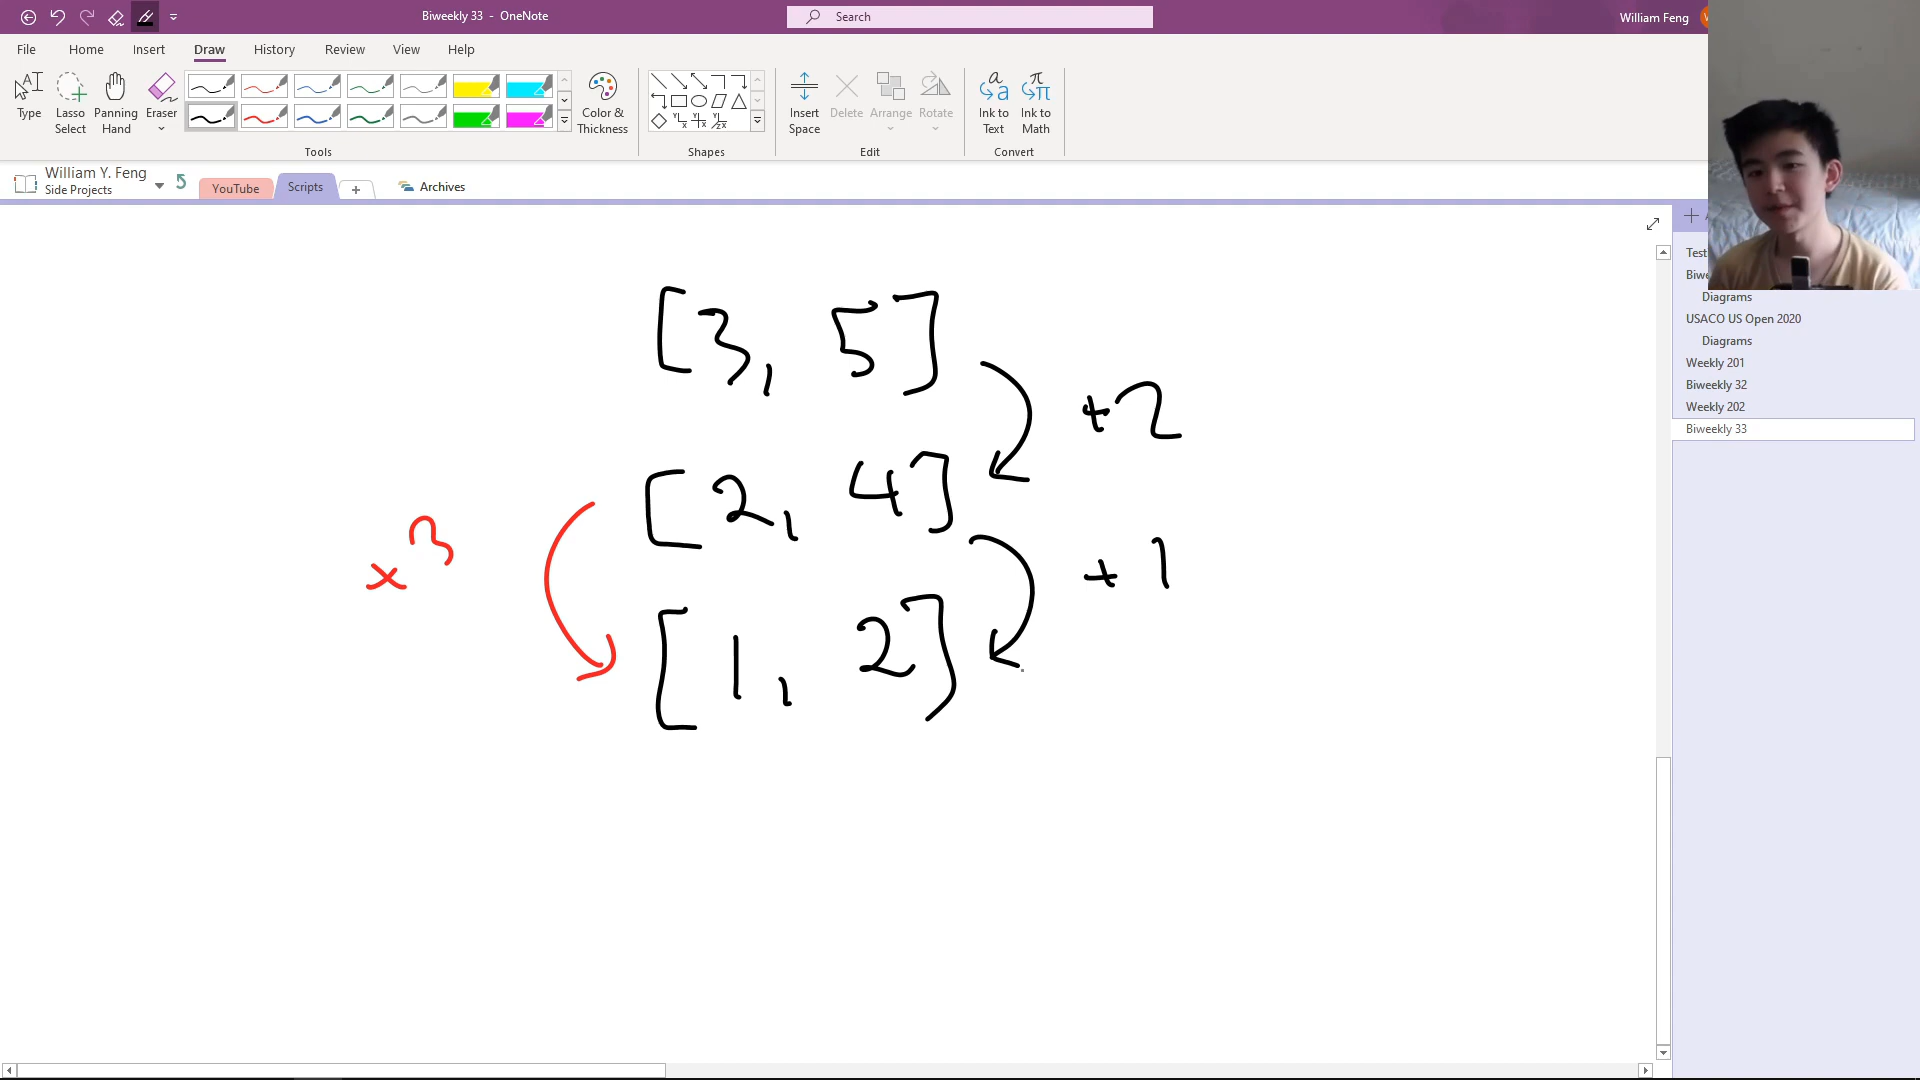 Biweekly 33 - OneNote
Search
William Feng
File Home Insert Draw History Review View Help
Type
Lasso Select
Panning Hand
Eraser
Color & Thickness
Insert Space
Delete
Arrange
Rotate
Ink to Text
Ink to Math
Tools
Shapes
Edit
Convert
William Y. Feng
Side Projects
YouTube
Scripts
Archives
Test
Diagrams
USACO US Open 2020
Diagrams
Weekly 201
Biweekly 32
Weekly 202
Biweekly 33
[3, 5]
+2
[2, 4]
x3
+1
[1, 2]